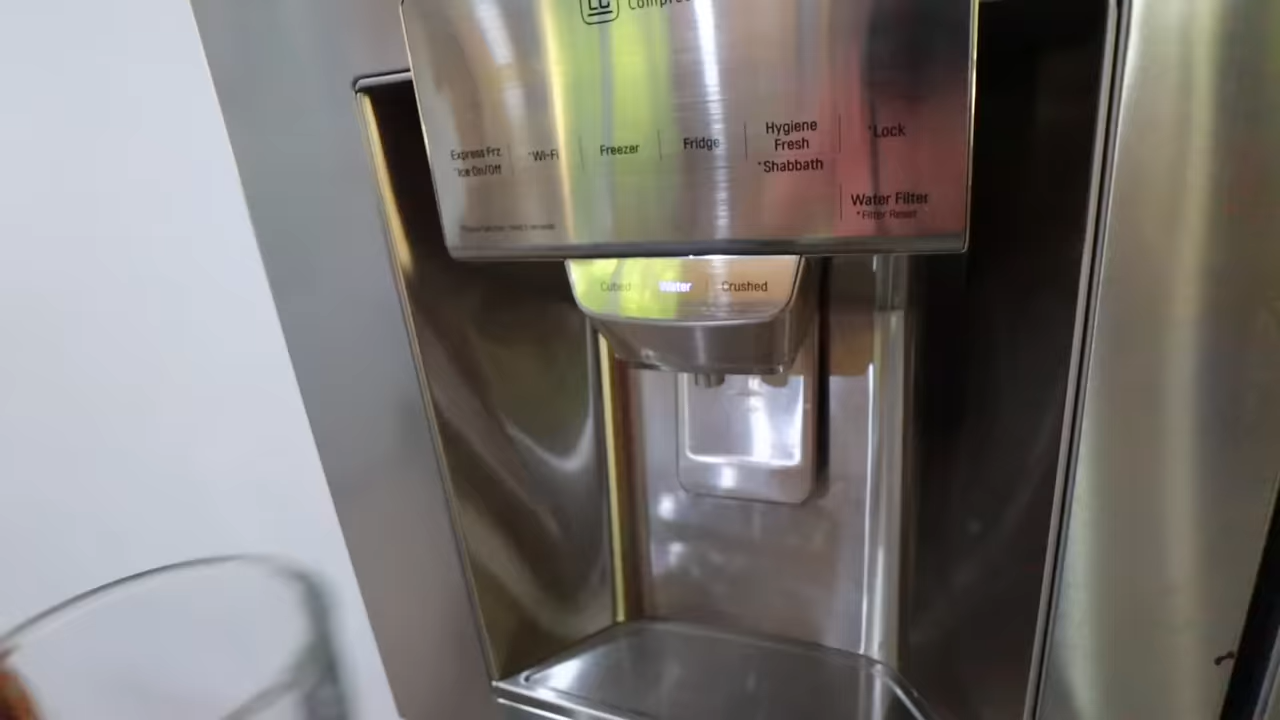 LC
Express Frz
*Ice On/Off
*Wi-Fi
Freezer
Fridge
Hygiene
Fresh
*Shabbath
*Lock
Water Filter
*Filter Reset
Cubed
Water
Crushed